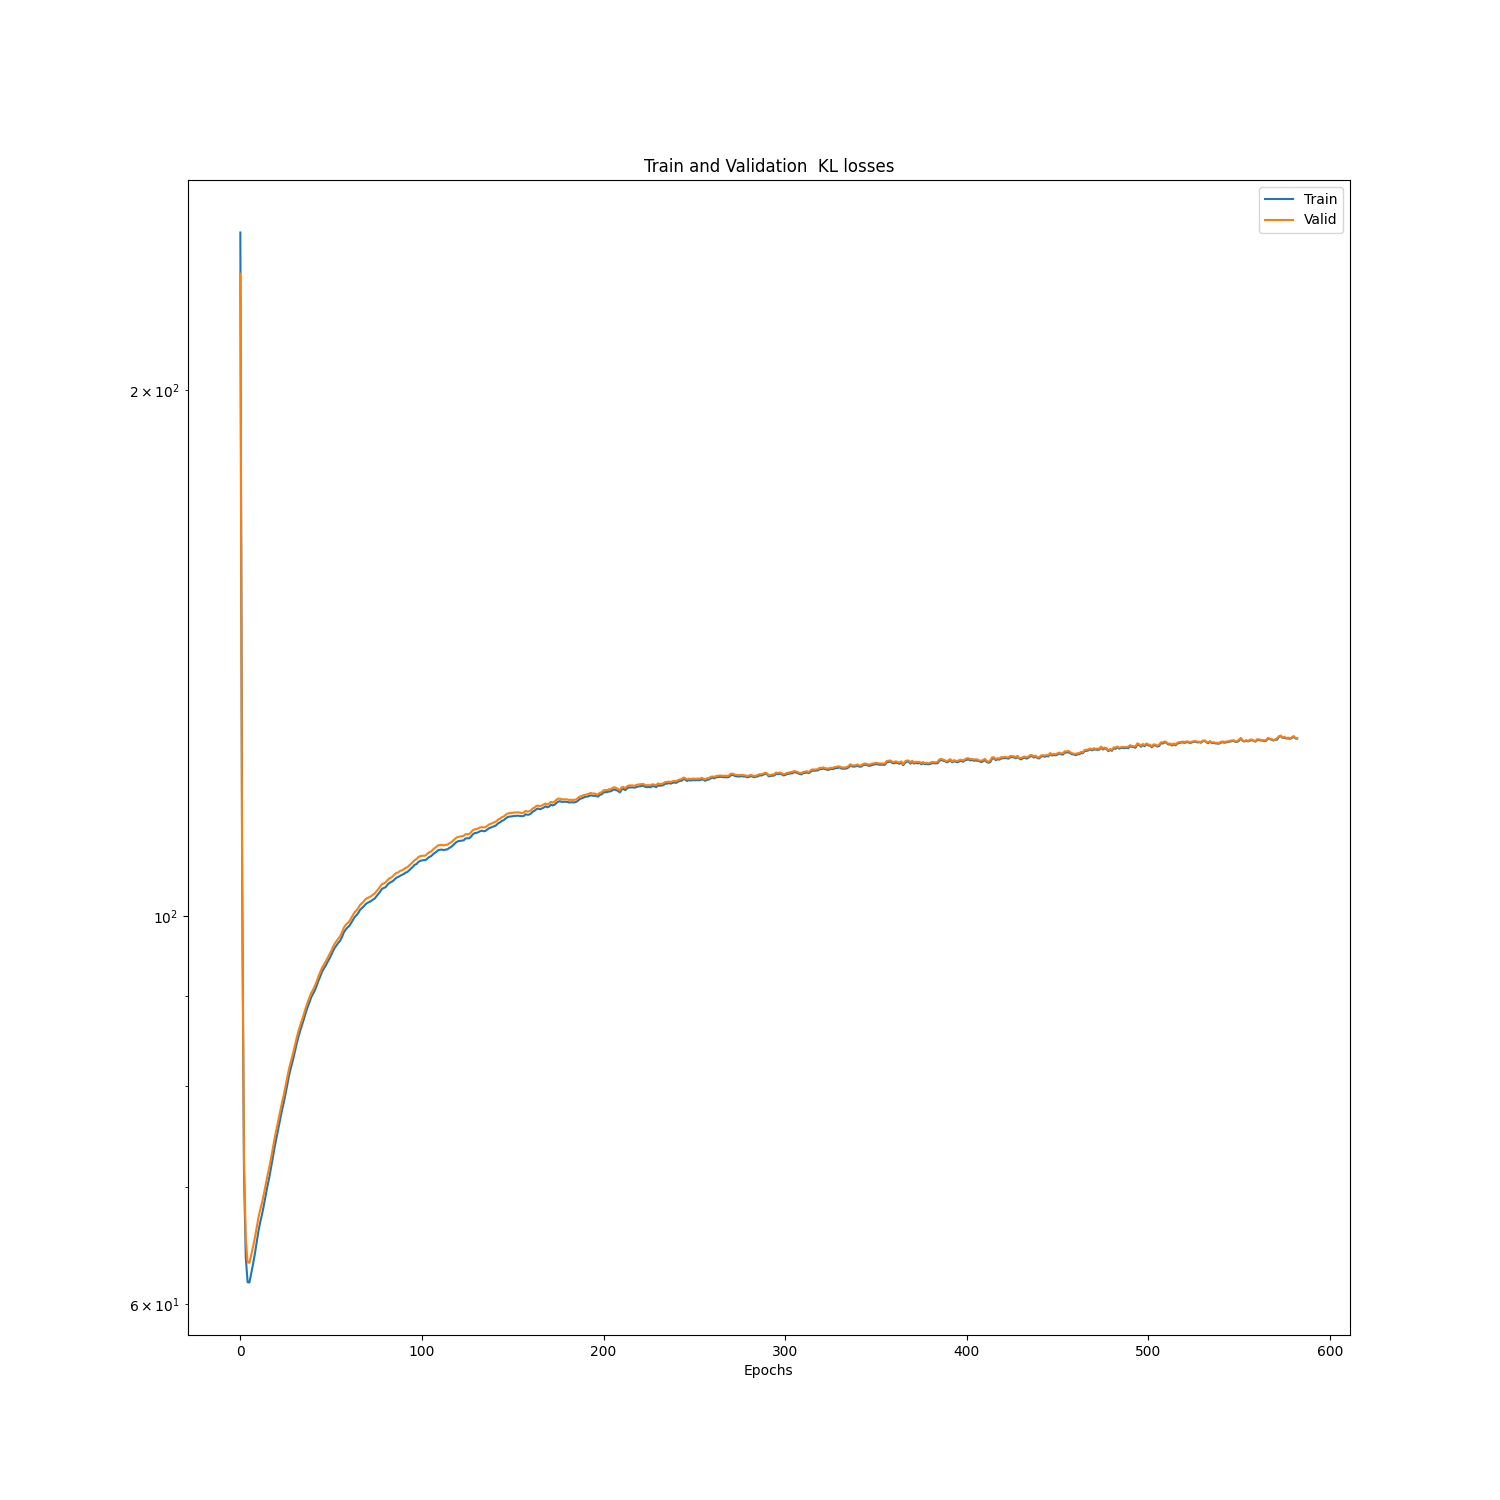 Train and Validation  KL losses
Train
Valid
2 × 10²
10²
6 × 10¹
0 100 200 300 400 500 600
Epochs